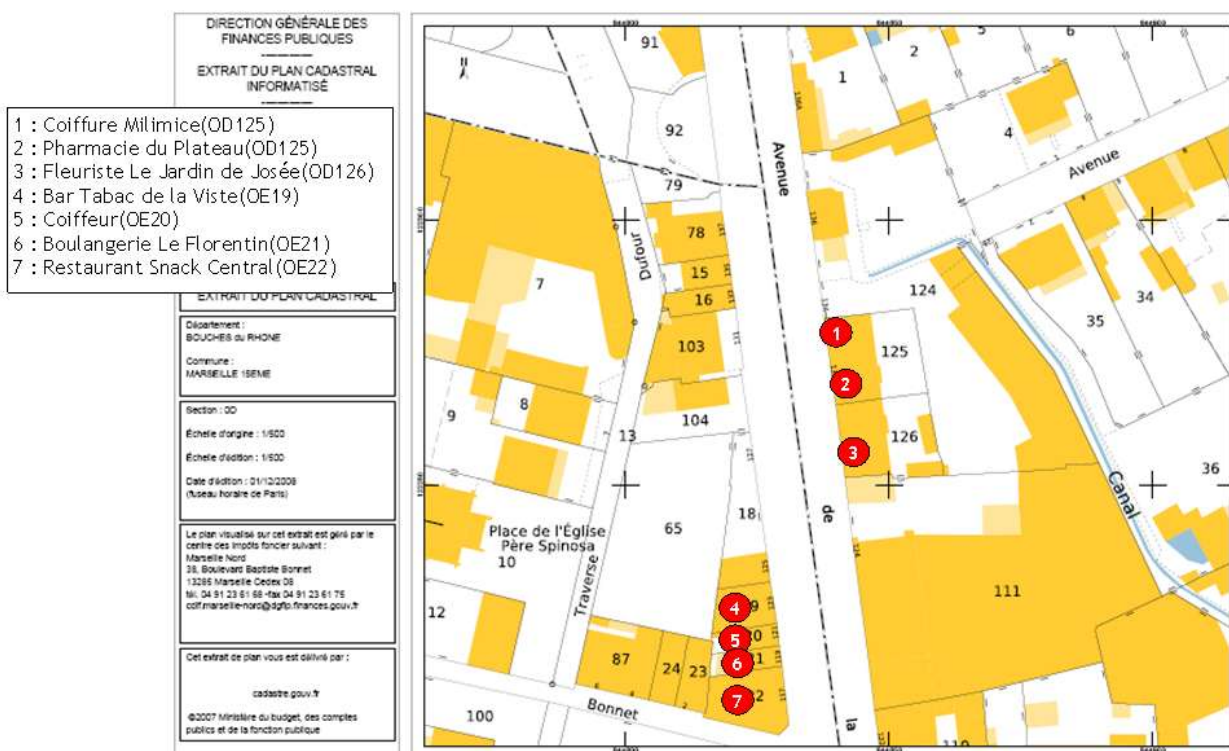 DIRECTION GÉNÉRALE DES
FINANCES PUBLIQUES
EXTRAIT DU PLAN CADASTRAL
INFORMATISÉ
1 : Coiffure Milimice(OD125)
2 : Pharmacie du Plateau(OD125)
3 : Fleuriste Le Jardin de Josée(OD126)
4 : Bar Tabac de la Viste(OE19)
5 : Coiffeur(OE20)
6 : Boulangerie Le Florentin(OE21)
7 : Restaurant Snack Central(OE22)
EXTRAIT DU PLAN CADASTRAL
Département :
BOUCHES du RHONE
Commune :
MARSEILLE 15EME
Section : OD
Échelle d'origine : 1/500
Échelle d'édition : 1/500
Date d'édition : 01/12/2008
(fuseau horaire de Paris)
Le plan visualisé sur cet extrait est géré par le
centre des impôts foncier suivant :
Marseille Nord
38, Boulevard Baptiste Bonnet
13285 Marseille Cedex 08
tél. 04 91 23 61 68 -fax 04 91 23 61 75
cdif.marseille-nord@dgfip.finances.gouv.fr
Cet extrait de plan vous est délivré par :
cadastre.gouv.fr
©2007 Ministère du budget, des comptes
publics et de la fonction publique
91
92
79
78
15
16
103
104
7
8
9
13
Dufour
Avenue
1
2
5
6
4
Avenue
124
125
126
35
34
36
1
2
3
Canal
de
la
111
18
65
Place de l'Église
Père Spinosa
10
Traverse
12
4
5
6
7
87
24
23
Bonnet
100
110